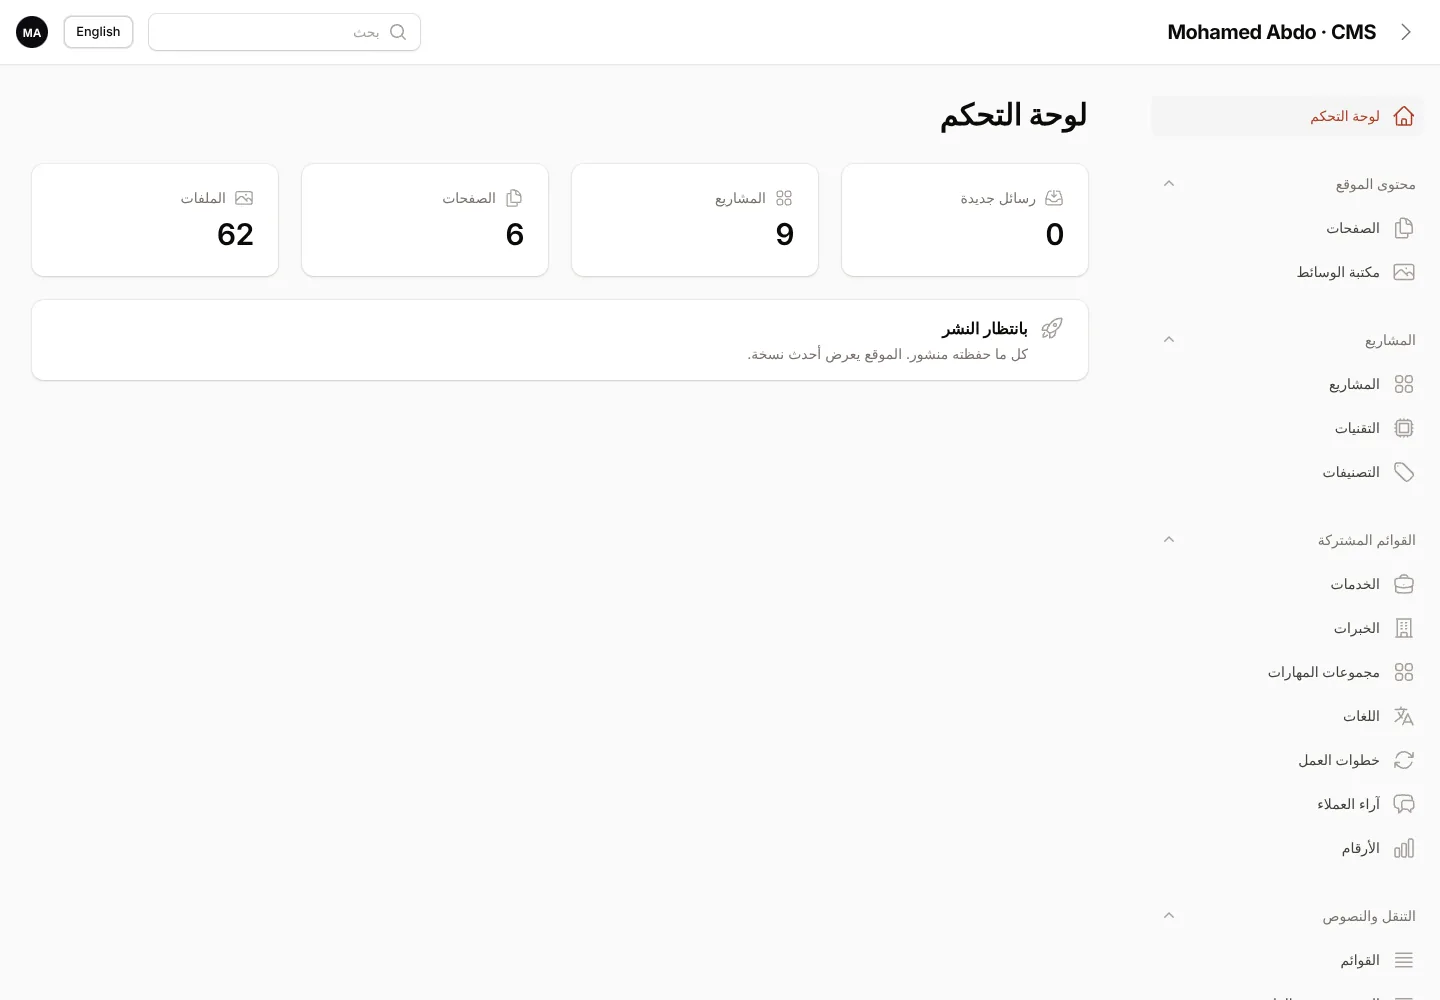 Mohamed Abdo · CMS
بحث
English
MA
لوحة التحكم
محتوى الموقع
الصفحات
مكتبة الوسائط
المشاريع
المشاريع
التقنيات
التصنيفات
القوائم المشتركة
الخدمات
الخبرات
مجموعات المهارات
اللغات
خطوات العمل
آراء العملاء
الأرقام
التنقل والنصوص
القوائم
لوحة التحكم
رسائل جديدة
0
المشاريع
9
الصفحات
6
الملفات
62
بانتظار النشر
كل ما حفظته منشور. الموقع يعرض أحدث نسخة.